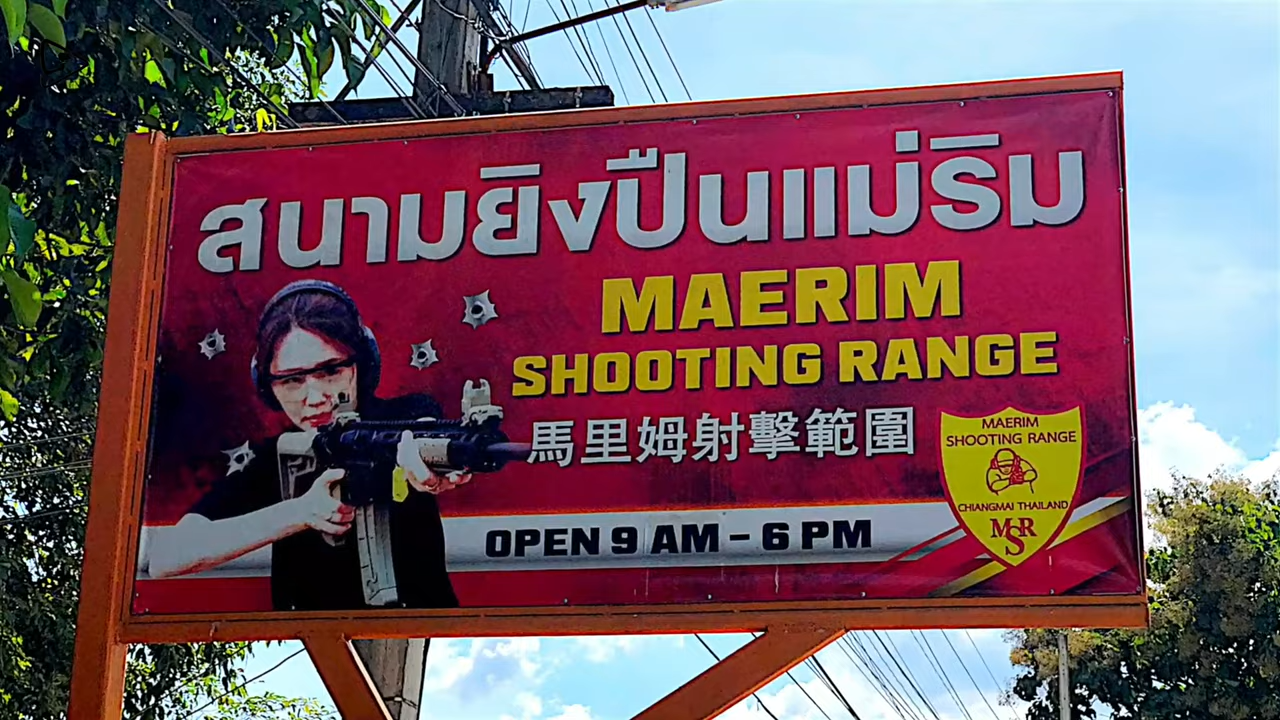 สนามยิงปืนแม่ริม
MAERIM
SHOOTING RANGE
馬里姆射擊範圍
OPEN 9 AM – 6 PM
MAERIM
SHOOTING RANGE
CHIANGMAI THAILAND
MSR